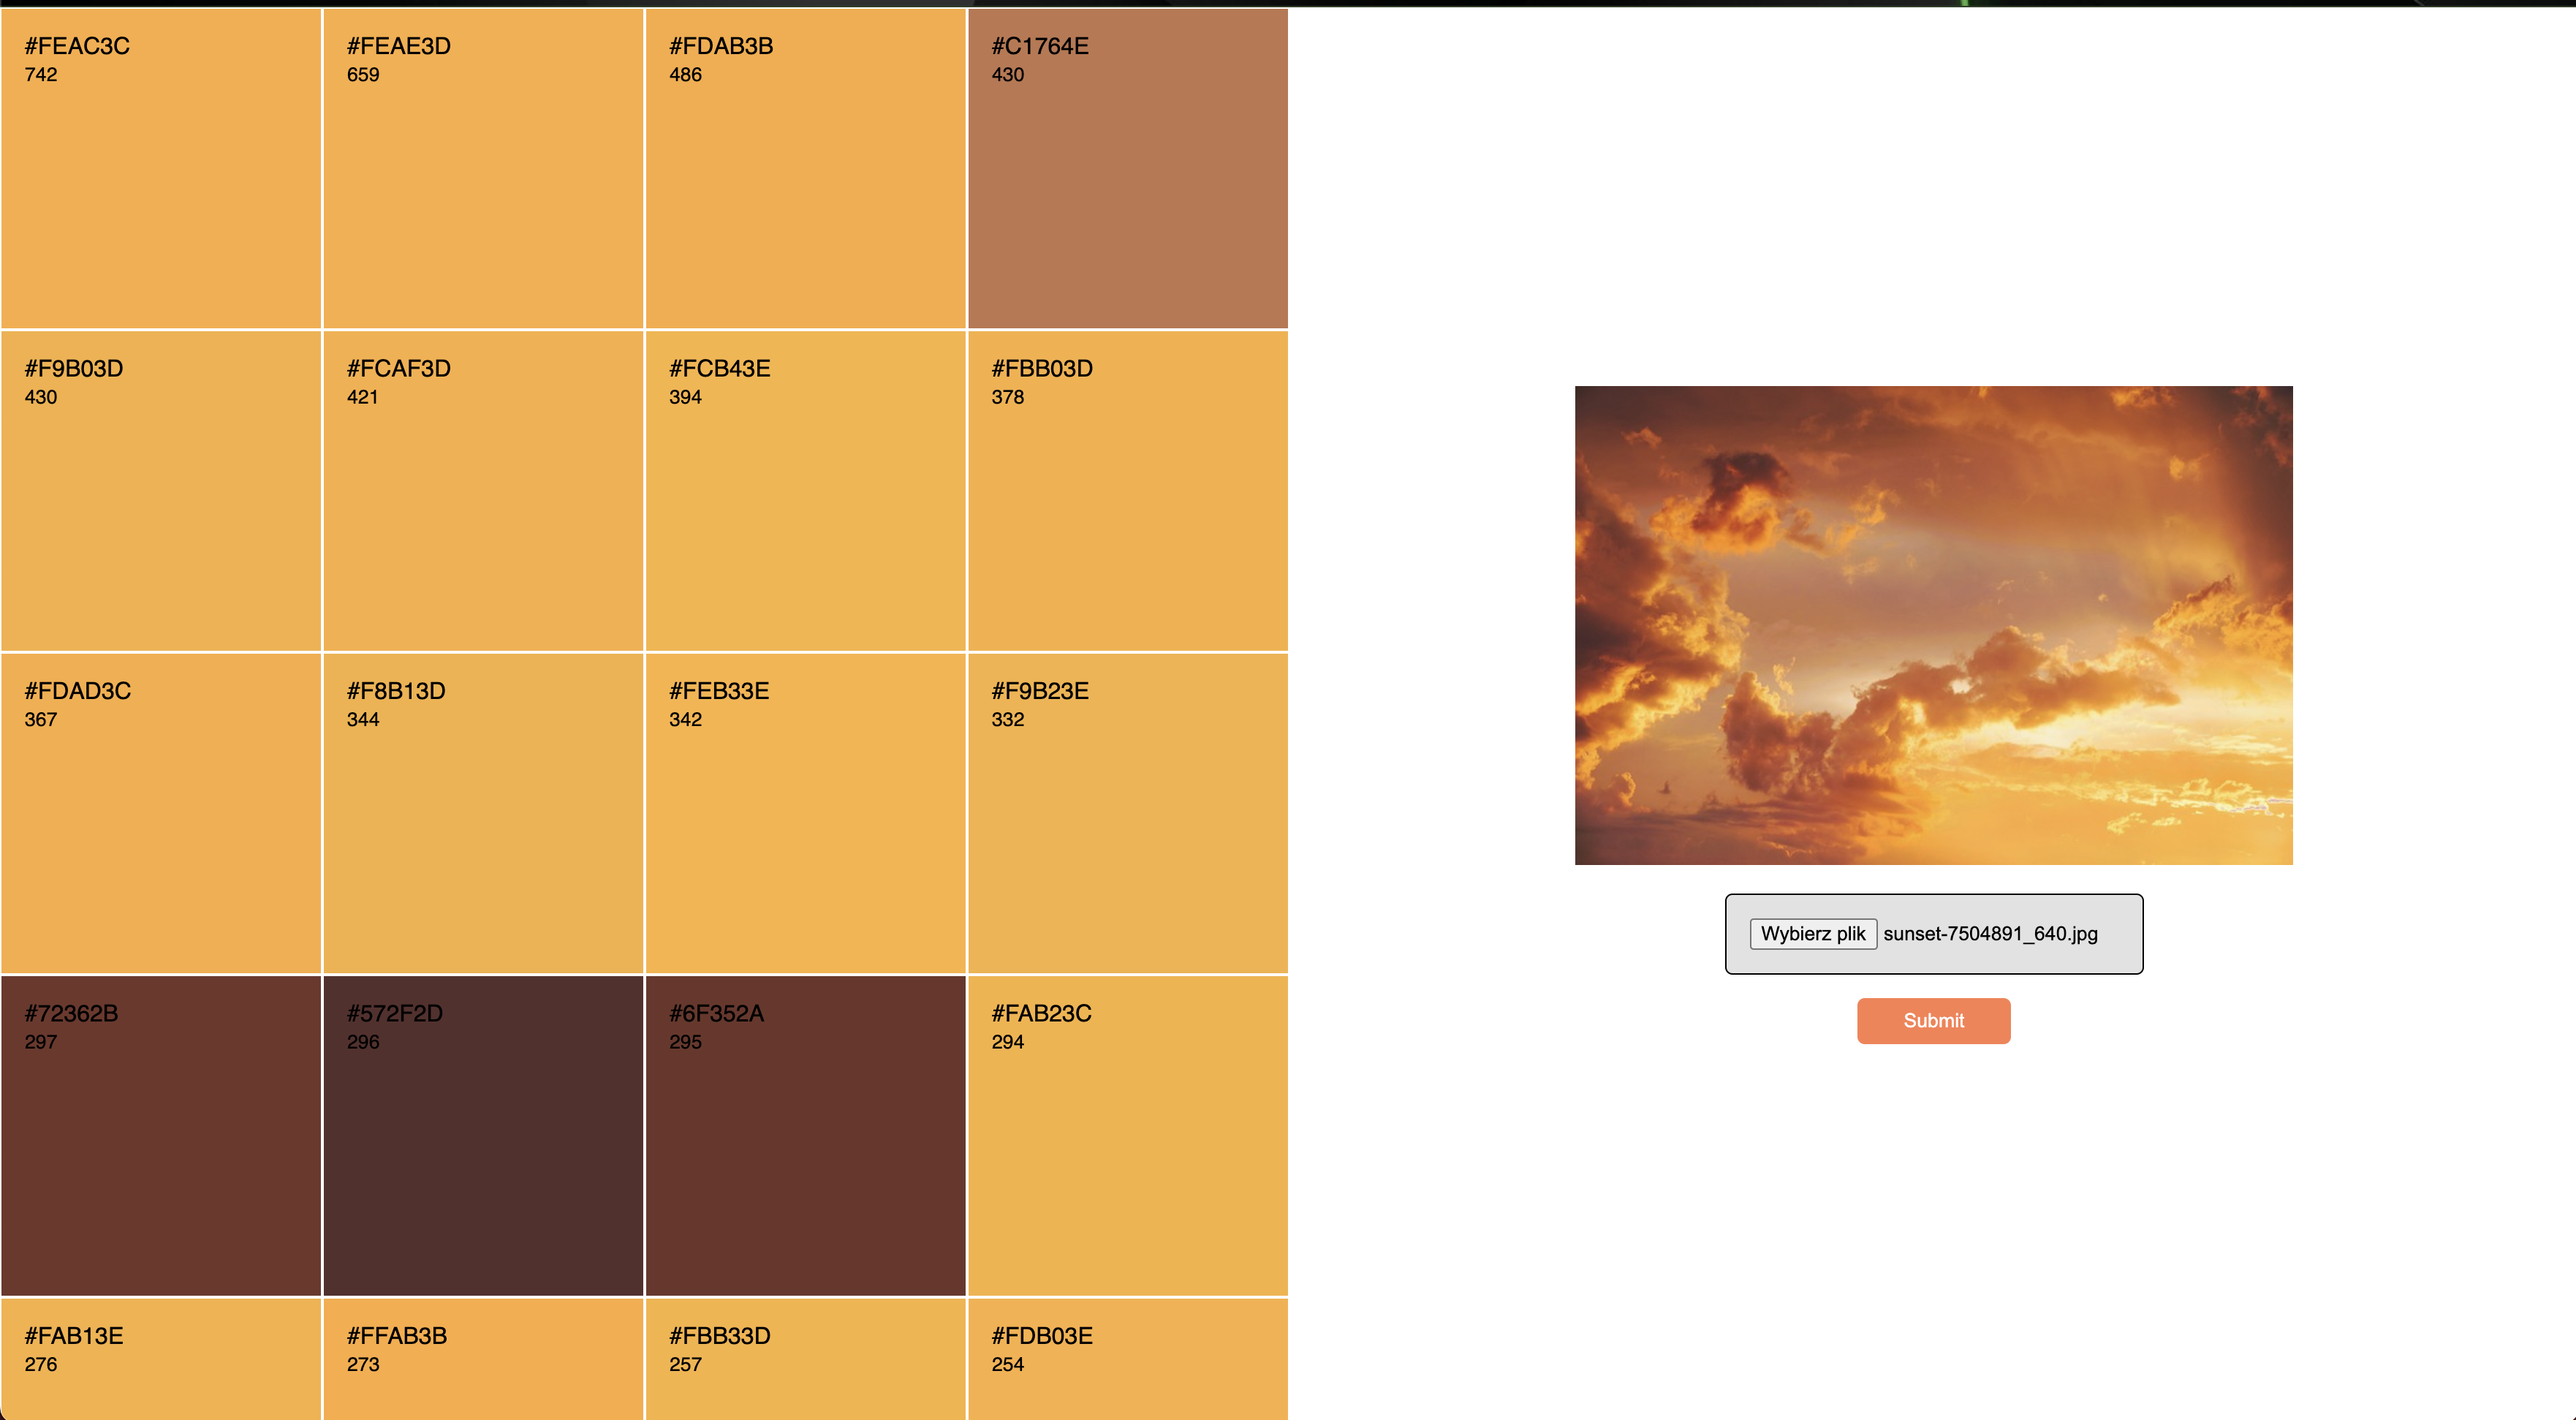 #FEAC3C
742
#FEAE3D
659
#FDAB3B
486
#C1764E
430
#F9B03D
430
#FCAF3D
421
#FCB43E
394
#FBB03D
378
#FDAD3C
367
#F8B13D
344
#FEB33E
342
#F9B23E
332
#72362B
297
#572F2D
296
#6F352A
295
#FAB23C
294
#FAB13E
276
#FFAB3B
273
#FBB33D
257
#FDB03E
254
Wybierz plik sunset-7504891_640.jpg
Submit